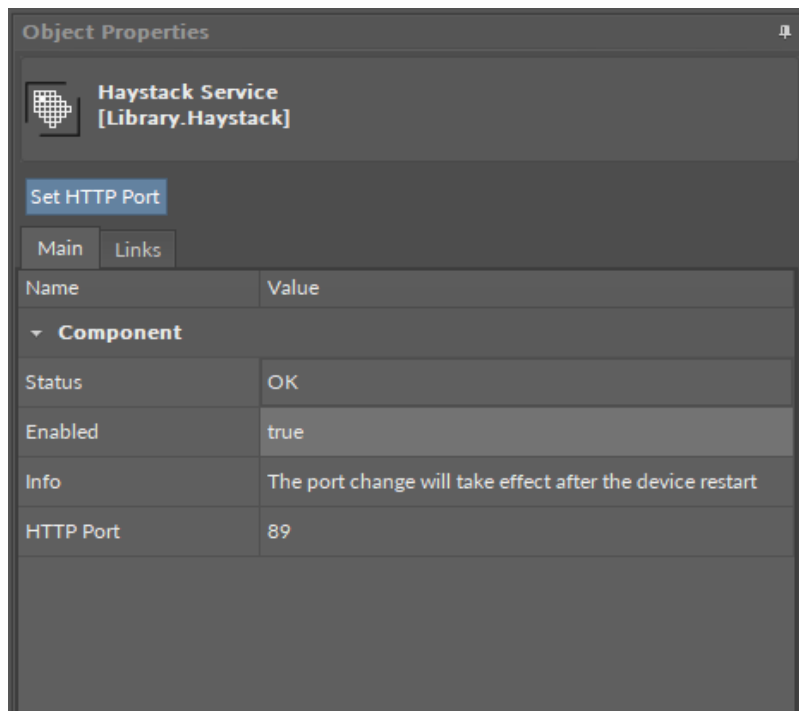 Object Properties
Haystack Service
[Library.Haystack]
Set HTTP Port
Main Links
Name Value
Component
Status OK
Enabled true
Info The port change will take effect after the device restart
HTTP Port 89